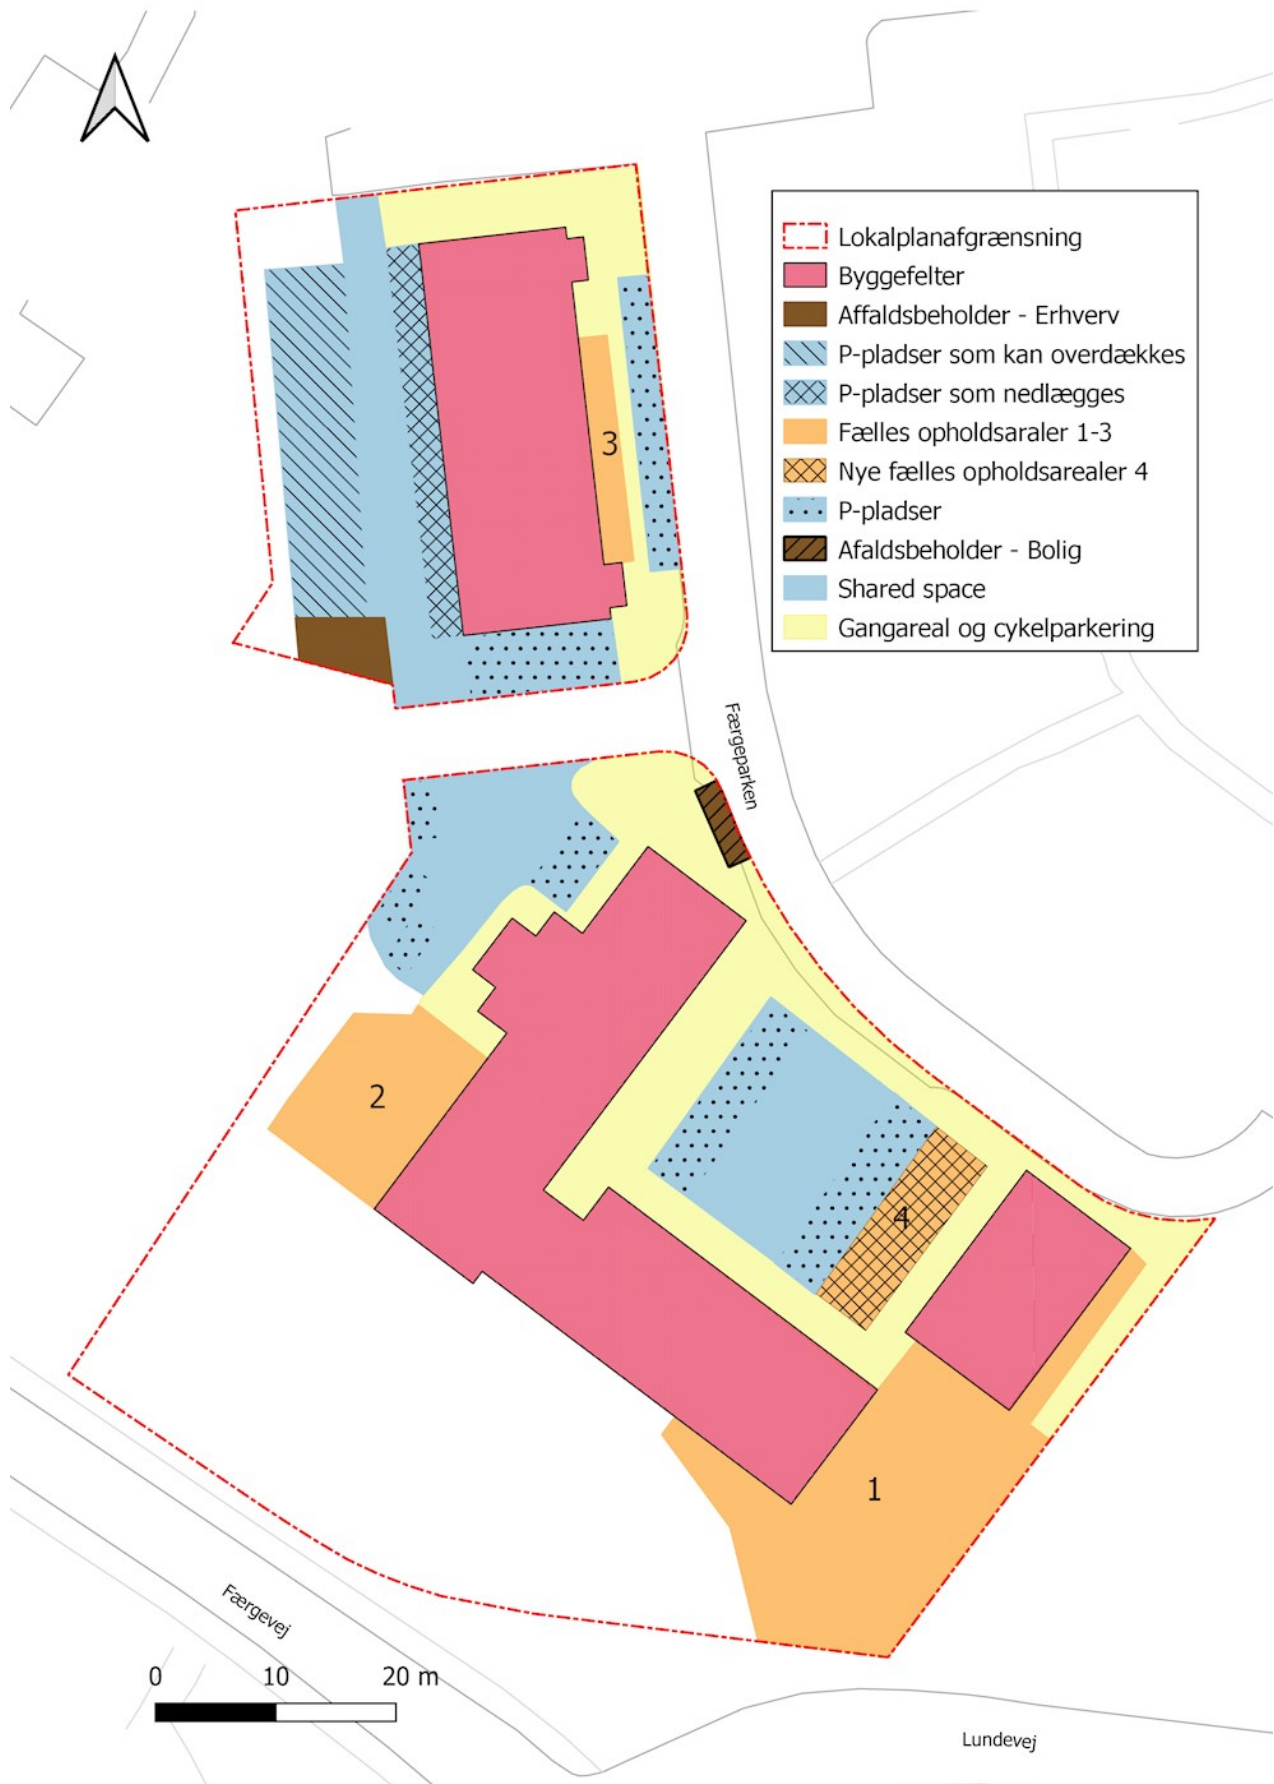 Lokalplanafgrænsning
Byggefelter
Affaldsbeholder - Erhverv
P-pladser som kan overdækkes
P-pladser som nedlægges
Fælles opholdsaraler 1-3
Nye fælles opholdsarealer 4
P-pladser
Afaldsbeholder - Bolig
Shared space
Gangareal og cykelparkering
3
Færgeparken
2
4
1
Færgevej
0 10 20 m
Lundevej